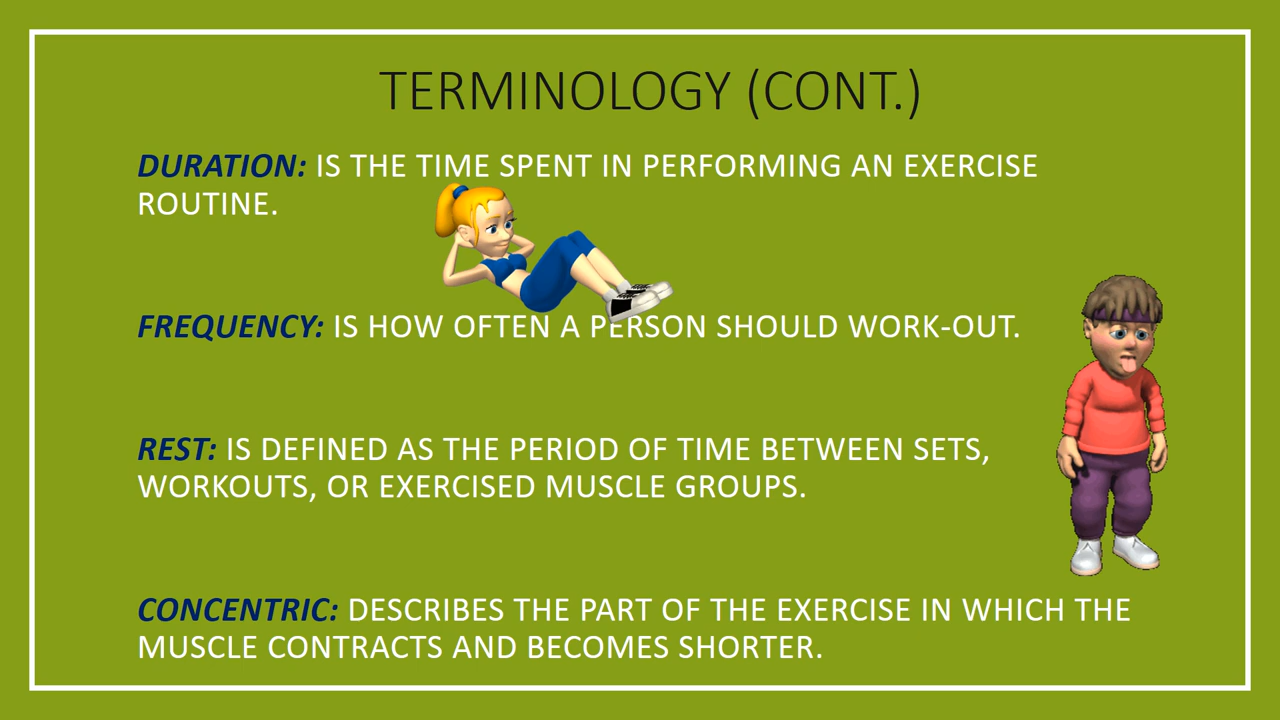 TERMINOLOGY (CONT.)
DURATION: IS THE TIME SPENT IN PERFORMING AN EXERCISE
ROUTINE.
FREQUENCY: IS HOW OFTEN A PERSON SHOULD WORK-OUT.
REST: IS DEFINED AS THE PERIOD OF TIME BETWEEN SETS,
WORKOUTS, OR EXERCISED MUSCLE GROUPS.
CONCENTRIC: DESCRIBES THE PART OF THE EXERCISE IN WHICH THE
MUSCLE CONTRACTS AND BECOMES SHORTER.